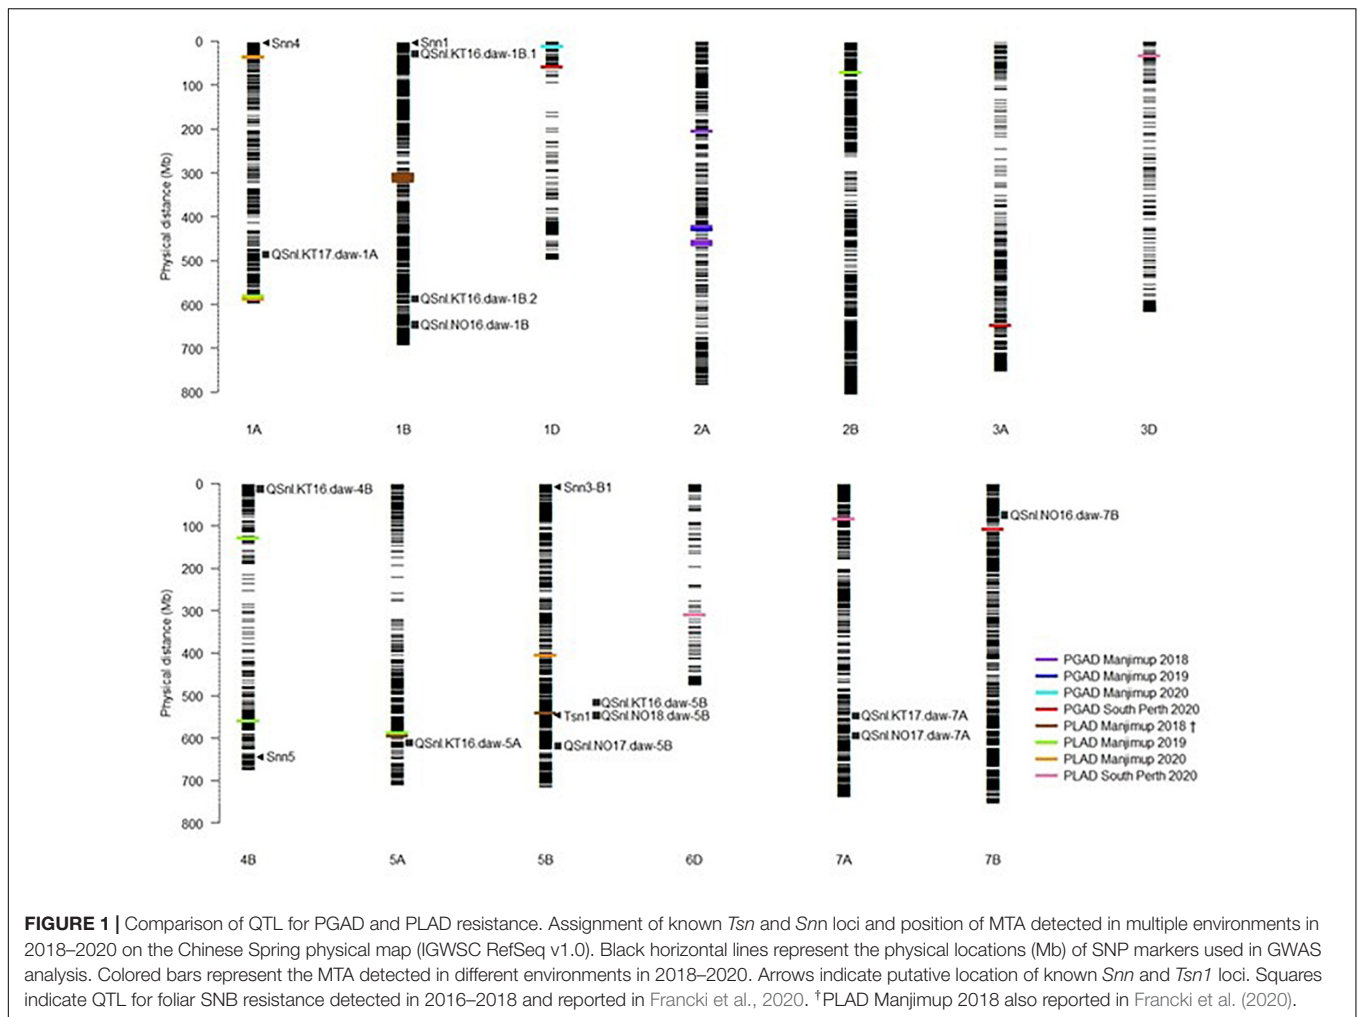 0
100
200
300
400
500
600
700
800
Physical distance (Mb)
Snn4
QSnl.KT17.daw-1A
Snn1
QSnl.KT16.daw-1B.1
QSnl.KT16.daw-1B.2
QSnl.NO16.daw-1B
1A 1B 1D 2A 2B 3A 3D
0
100
200
300
400
500
600
700
800
Physical distance (Mb)
QSnl.KT16.daw-4B
Snn5
QSnl.KT16.daw-5A
Snn3-B1
QSnl.KT16.daw-5B
Tsn1 QSnl.NO18.daw-5B
QSnl.NO17.daw-5B
QSnl.KT17.daw-7A
QSnl.NO17.daw-7A
QSnl.NO16.daw-7B
PGAD Manjimup 2018
PGAD Manjimup 2019
PGAD Manjimup 2020
PGAD South Perth 2020
PLAD Manjimup 2018 †
PLAD Manjimup 2019
PLAD Manjimup 2020
PLAD South Perth 2020
4B 5A 5B 6D 7A 7B
FIGURE 1 | Comparison of QTL for PGAD and PLAD resistance. Assignment of known Tsn and Snn loci and position of MTA detected in multiple environments in
2018–2020 on the Chinese Spring physical map (IGWSC RefSeq v1.0). Black horizontal lines represent the physical locations (Mb) of SNP markers used in GWAS
analysis. Colored bars represent the MTA detected in different environments in 2018–2020. Arrows indicate putative location of known Snn and Tsn1 loci. Squares
indicate QTL for foliar SNB resistance detected in 2016–2018 and reported in Francki et al., 2020. †PLAD Manjimup 2018 also reported in Francki et al. (2020).